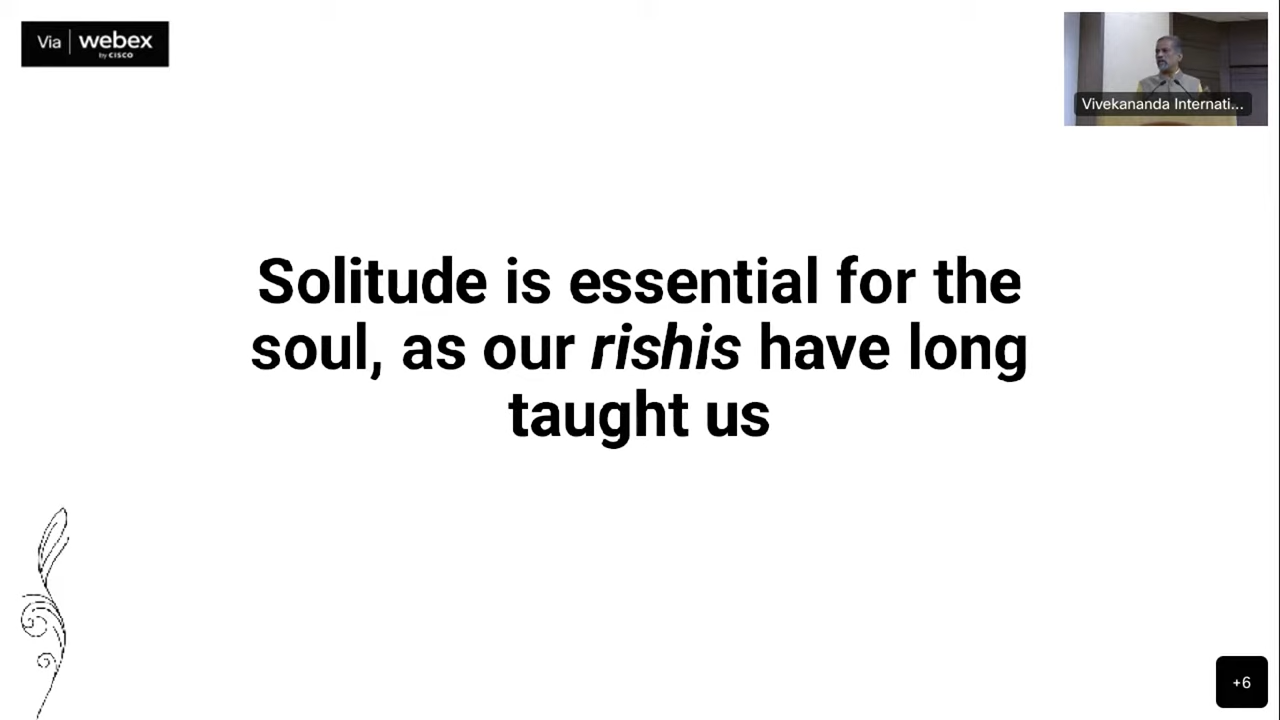 Via webex
by CISCO
Vivekananda Internati...
Solitude is essential for the
soul, as our rishis have long
taught us
+6